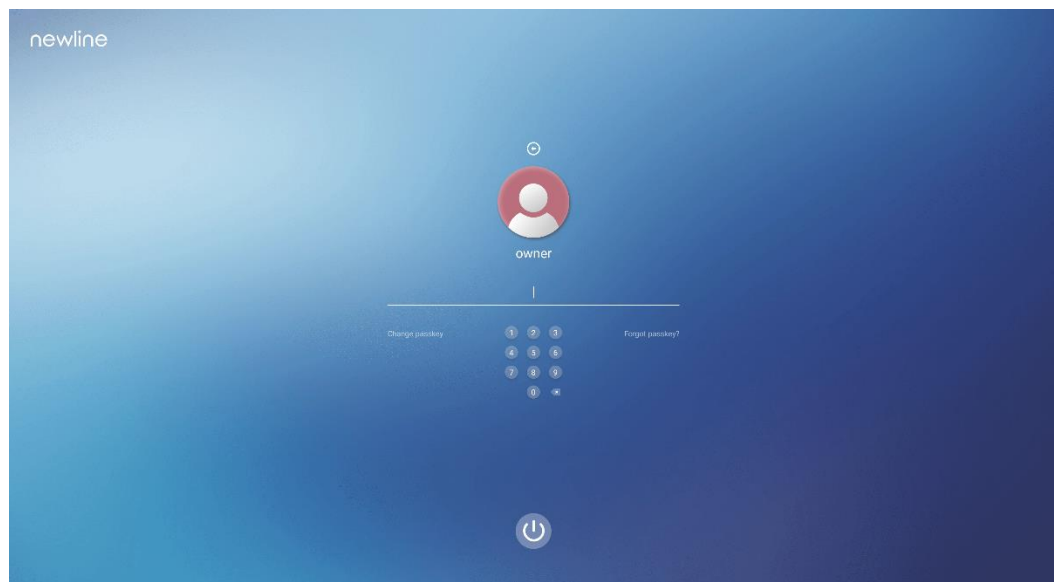 newline
owner
Change passkey
Forgot passkey?
1 2 3
4 5 6
7 8 9
0